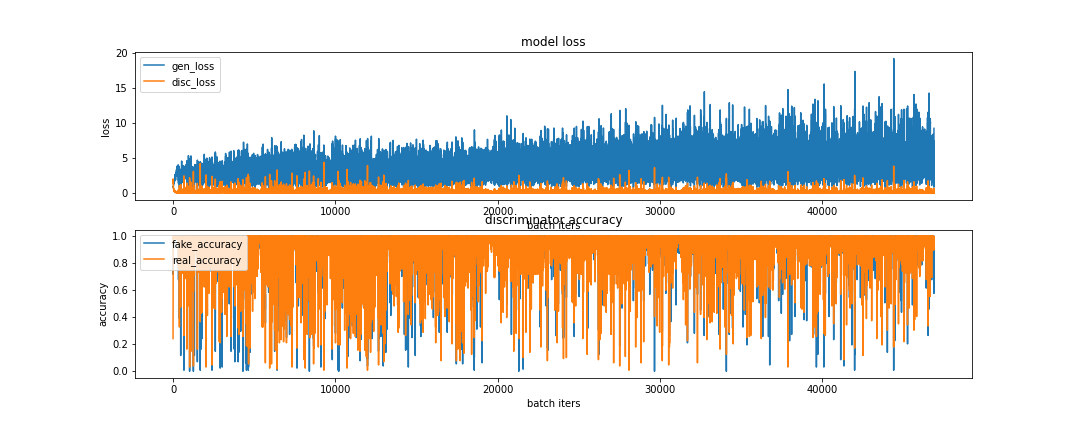 model loss
20
15
10
5
0
loss
gen_loss
disc_loss
0
10000
20000
30000
40000
batch iters
discriminator accuracy
1.0
0.8
0.6
0.4
0.2
0.0
accuracy
fake_accuracy
real_accuracy
0
10000
20000
30000
40000
batch iters